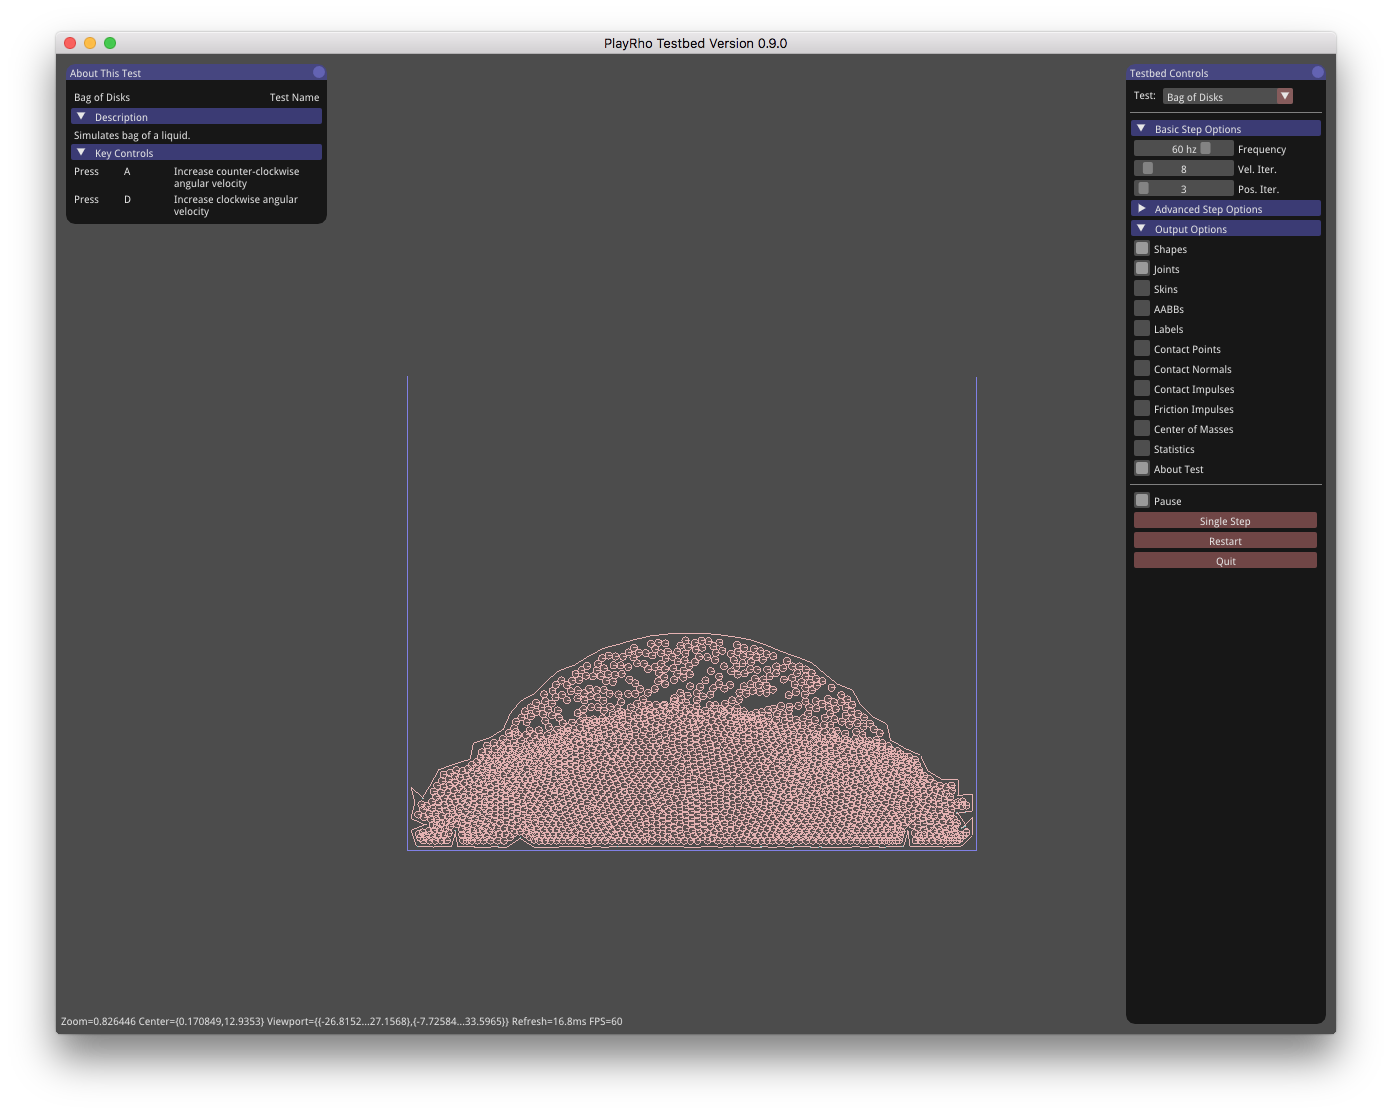 PlayRho Testbed Version 0.9.0
About This Test
Bag of Disks Test Name
Description
Simulates bag of a liquid.
Key Controls
Press A Increase counter-clockwise
angular velocity
Press D Increase clockwise angular
velocity
Testbed Controls
Test: Bag of Disks
Basic Step Options
60 hz Frequency
8 Vel. Iter.
3 Pos. Iter.
Advanced Step Options
Output Options
Shapes
Joints
Skins
AABBs
Labels
Contact Points
Contact Normals
Contact Impulses
Friction Impulses
Center of Masses
Statistics
About Test
Pause
Single Step
Restart
Quit
Zoom=0.826446 Center={0.170849,12.9353} Viewport={{-26.8152...27.1568},{-7.72584...33.5965}} Refresh=16.8ms FPS=60